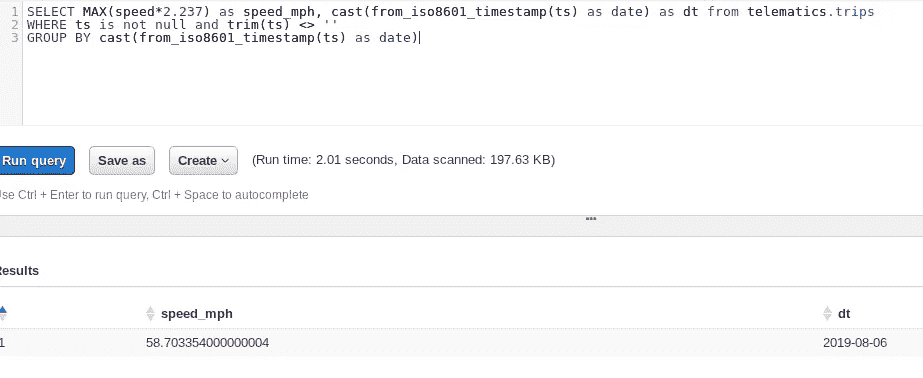 1 SELECT MAX(speed*2.237) as speed_mph, cast(from_iso8601_timestamp(ts) as date) as dt from telematics.trips
2 WHERE ts is not null and trim(ts) <> ''
3 GROUP BY cast(from_iso8601_timestamp(ts) as date)
Run query Save as Create (Run time: 2.01 seconds, Data scanned: 197.63 KB)
Use Ctrl + Enter to run query, Ctrl + Space to autocomplete
Results
speed_mph dt
1 58.703354000000004 2019-08-06